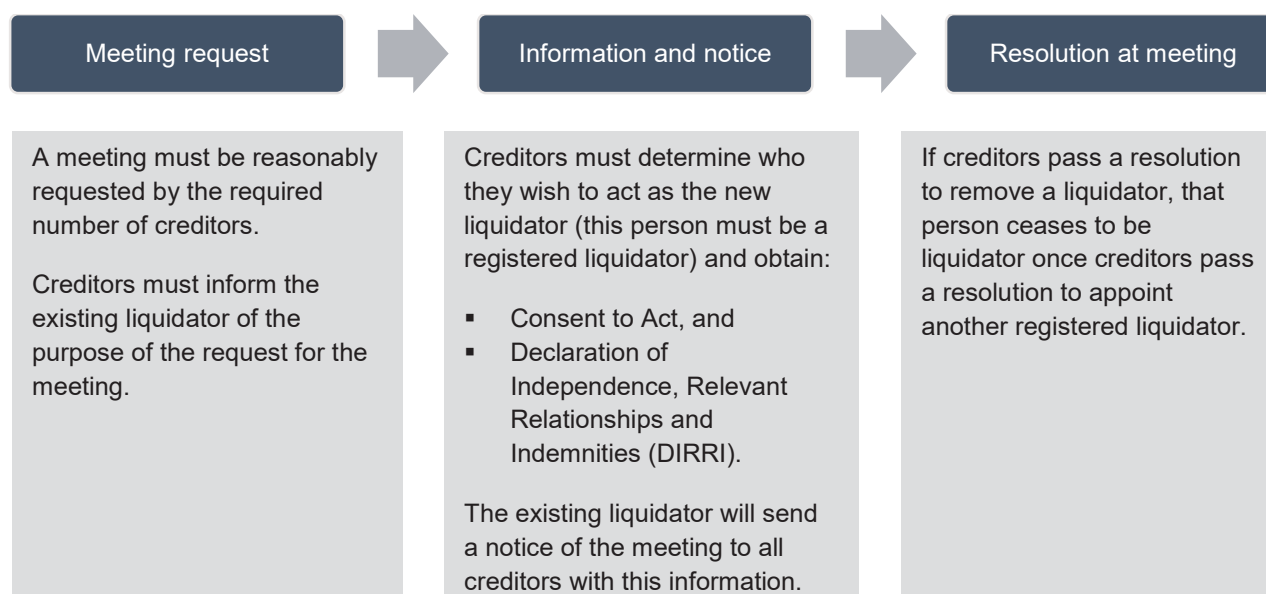 Meeting request
Information and notice
Resolution at meeting
A meeting must be reasonably
requested by the required
number of creditors.
Creditors must inform the
existing liquidator of the
purpose of the request for the
meeting.
Creditors must determine who
they wish to act as the new
liquidator (this person must be a
registered liquidator) and obtain:
▪ Consent to Act, and
▪ Declaration of
Independence, Relevant
Relationships and
Indemnities (DIRRI).
The existing liquidator will send
a notice of the meeting to all
creditors with this information.
If creditors pass a resolution
to remove a liquidator, that
person ceases to be
liquidator once creditors pass
a resolution to appoint
another registered liquidator.